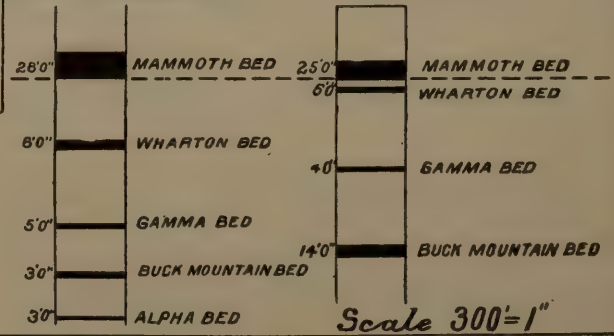 28'0" MAMMOTH BED
6'0" WHARTON BED
5'0" GAMMA BED
3'0" BUCK MOUNTAIN BED
3'0" ALPHA BED
25'0" MAMMOTH BED
6'0" WHARTON BED
4'0" GAMMA BED
14'0" BUCK MOUNTAIN BED
Scale 300'=1"